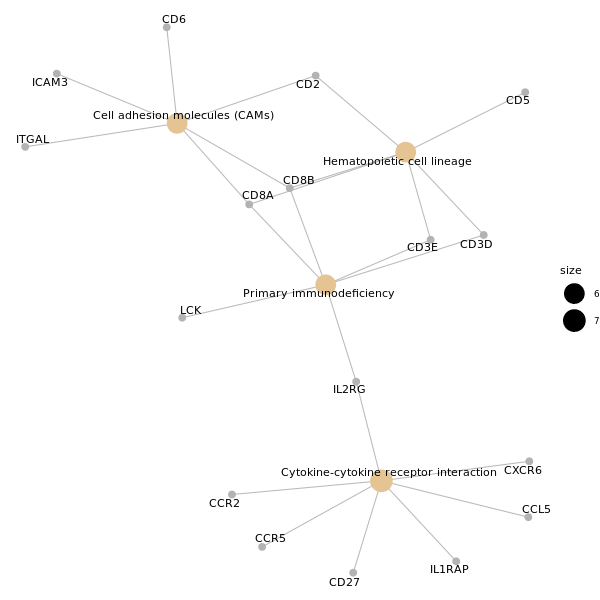 CD6
ICAM3
CD2
CD5
Cell adhesion molecules (CAMs)
ITGAL
Hematopoietic cell lineage
CD8B
CD8A
CD3E
CD3D
size
6
7
Primary immunodeficiency
LCK
IL2RG
Cytokine-cytokine receptor interaction
CXCR6
CCR2
CCL5
CCR5
IL1RAP
CD27